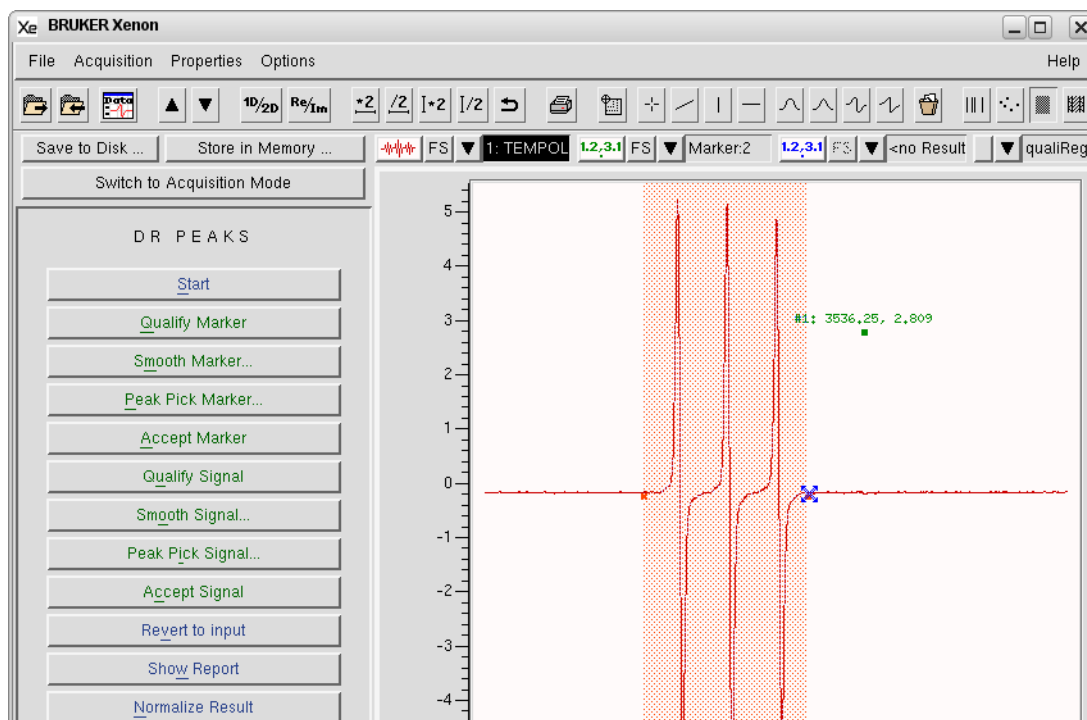 Xe BRUKER Xenon
File Acquisition Properties Options Help
Data 1D/2D Re/Im *2 /2 I*2 I/2
Save to Disk ... Store in Memory ... FS 1: TEMPOL 1.2,3.1 FS Marker:2 1.2,3.1 FS <no Result qualiReg
Switch to Acquisition Mode
DR PEAKS
Start
Qualify Marker
Smooth Marker...
Peak Pick Marker...
Accept Marker
Qualify Signal
Smooth Signal...
Peak Pick Signal...
Accept Signal
Revert to input
Show Report
Normalize Result
5
4
3
2
1
0
-1
-2
-3
-4
#1: 3536.25, 2.809